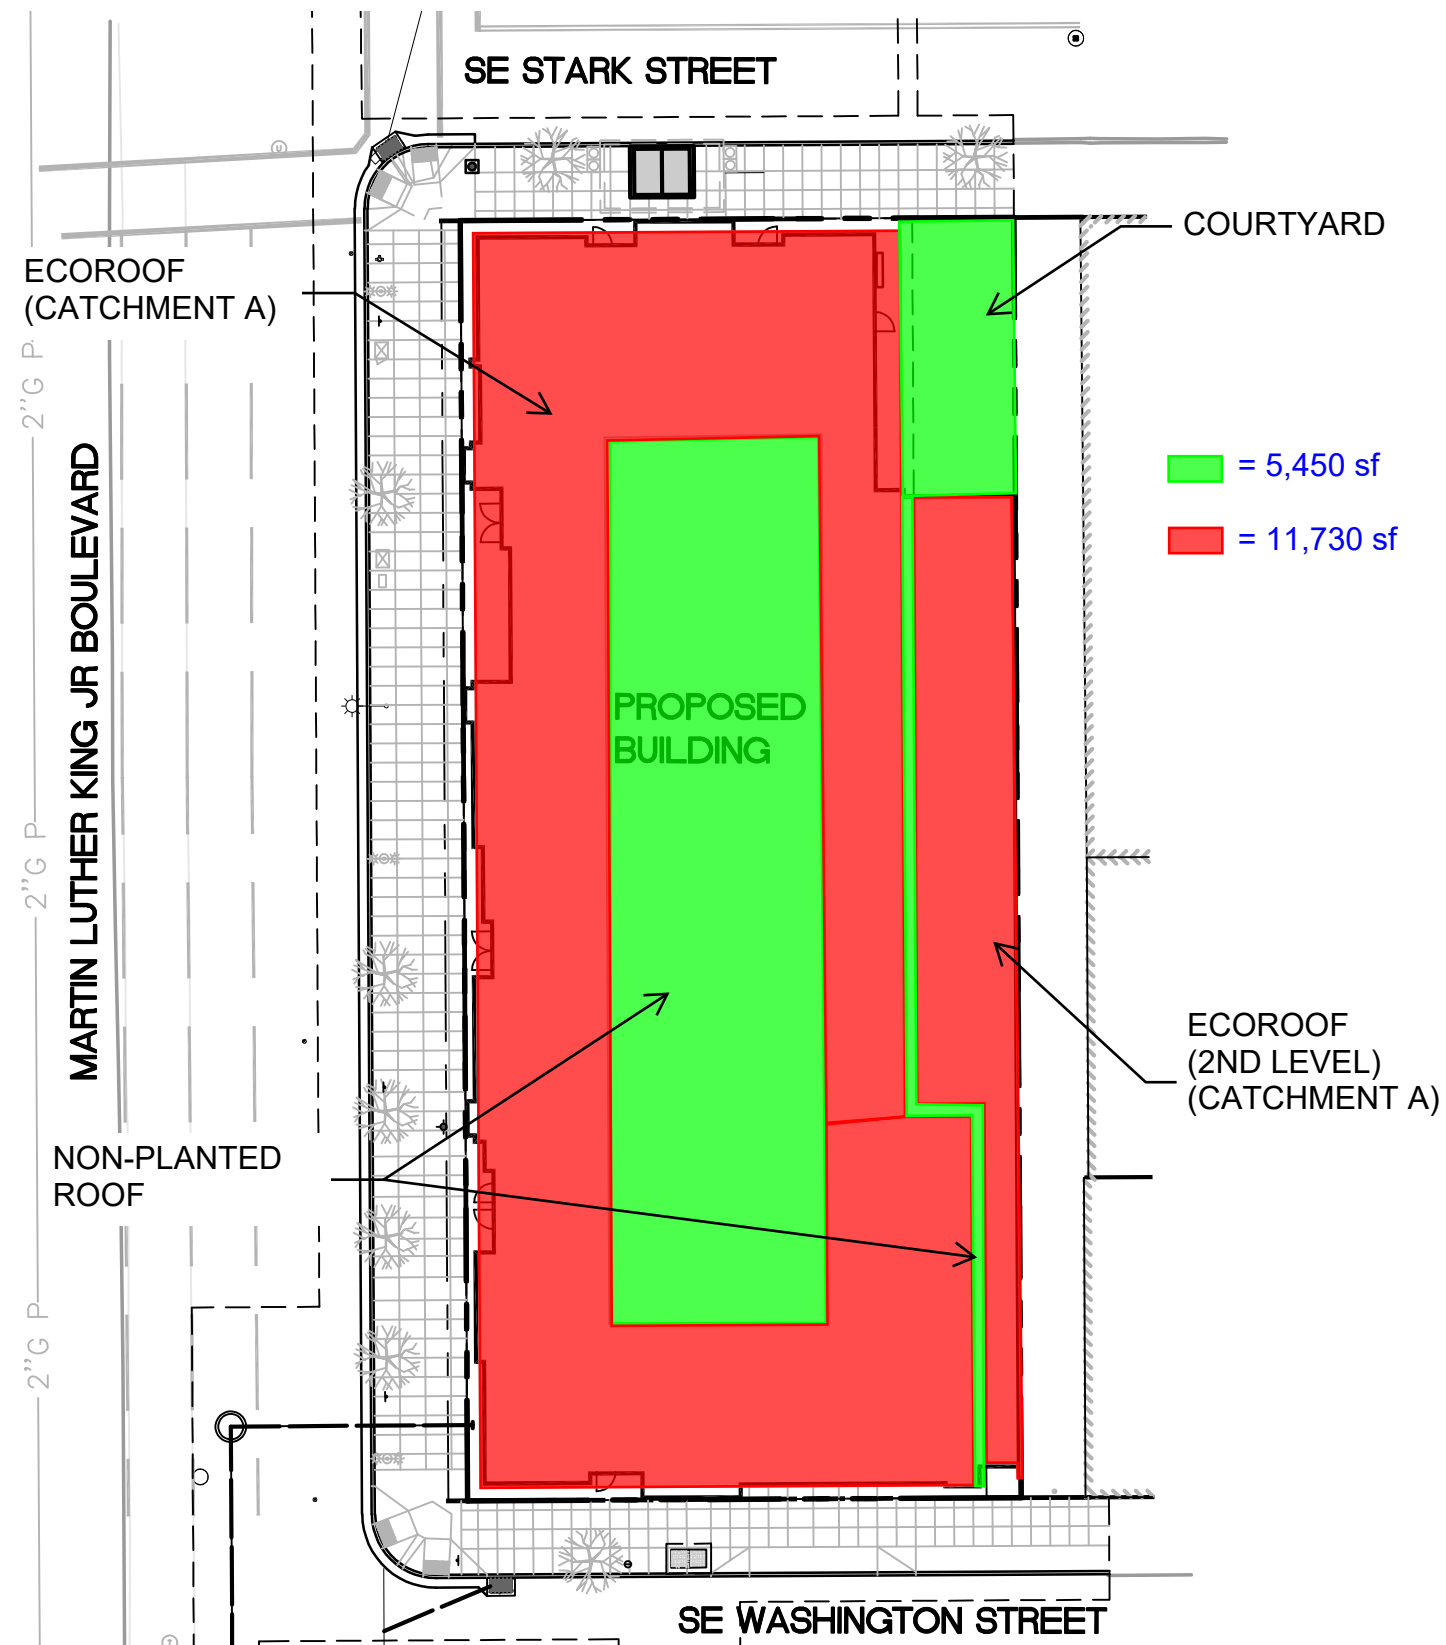 SE STARK STREET
COURTYARD
ECOROOF
(CATCHMENT A)
2"G P
= 5,450 sf
= 11,730 sf
MARTIN LUTHER KING JR BOULEVARD
PROPOSED
BUILDING
2"G P
ECOROOF
(2ND LEVEL)
(CATCHMENT A)
NON-PLANTED
ROOF
2"G P
SE WASHINGTON STREET